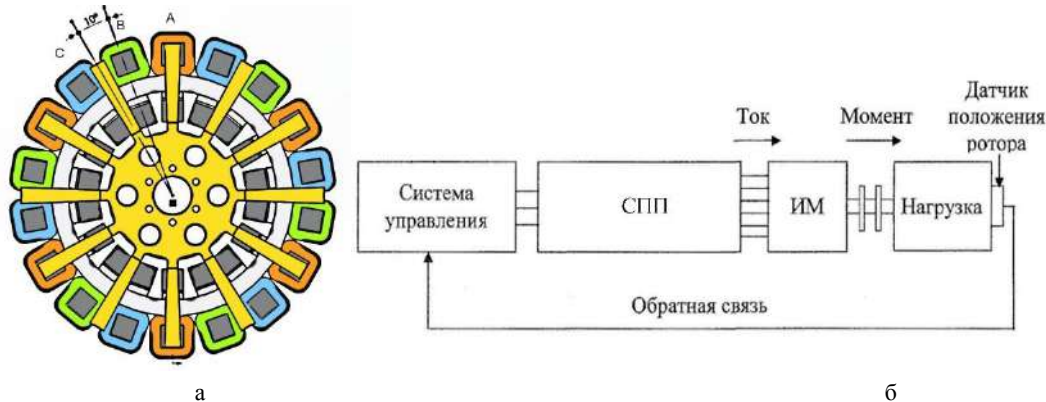 10°
B
A
C
Ток
Момент
Датчик
положения
ротора
Система
управления
СПП
ИМ
Нагрузка
Обратная связь
а
б